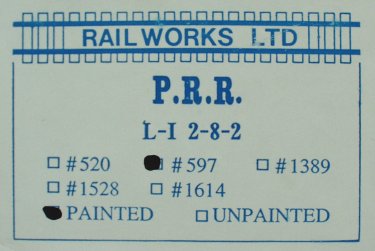 RAILWORKS LTD
P.R.R.
L-I 2-8-2
#520 #597 #1389
#1528 #1614
PAINTED UNPAINTED